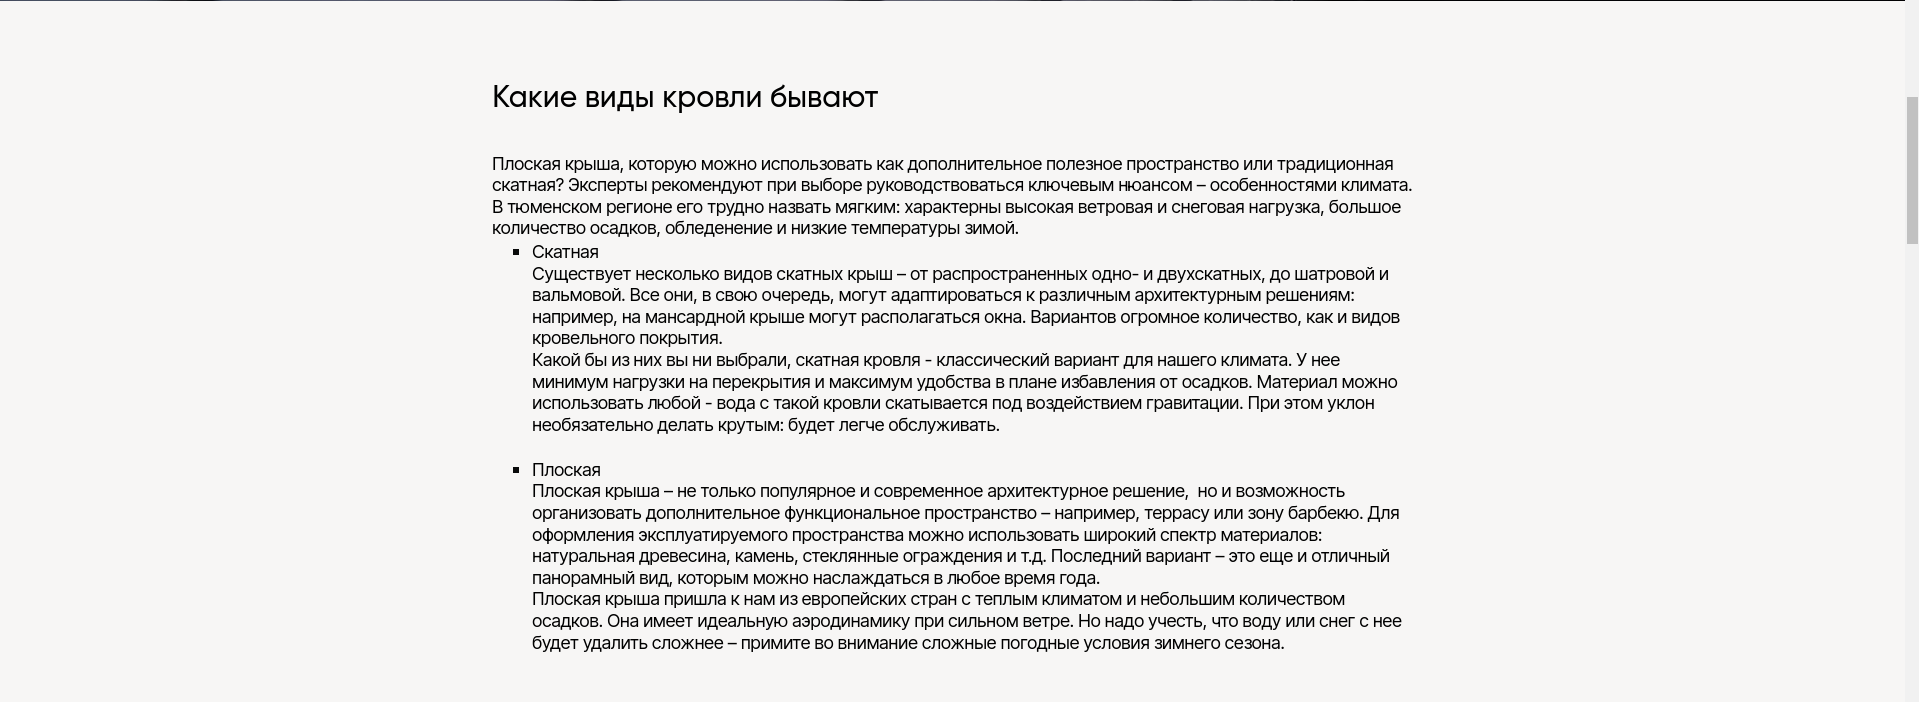 Какие виды кровли бывают
Плоская крыша, которую можно использовать как дополнительное полезное пространство или традиционная
скатная? Эксперты рекомендуют при выборе руководствоваться ключевым нюансом – особенностями климата.
В тюменском регионе его трудно назвать мягким: характерны высокая ветровая и снеговая нагрузка, большое
количество осадков, обледенение и низкие температуры зимой.
▪ Скатная
Существует несколько видов скатных крыш – от распространенных одно- и двухскатных, до шатровой и
вальмовой. Все они, в свою очередь, могут адаптироваться к различным архитектурным решениям:
например, на мансардной крыше могут располагаться окна. Вариантов огромное количество, как и видов
кровельного покрытия.
Какой бы из них вы ни выбрали, скатная кровля - классический вариант для нашего климата. У нее
минимум нагрузки на перекрытия и максимум удобства в плане избавления от осадков. Материал можно
использовать любой - вода с такой кровли скатывается под воздействием гравитации. При этом уклон
необязательно делать крутым: будет легче обслуживать.
▪ Плоская
Плоская крыша – не только популярное и современное архитектурное решение,  но и возможность
организовать дополнительное функциональное пространство – например, террасу или зону барбекю. Для
оформления эксплуатируемого пространства можно использовать широкий спектр материалов:
натуральная древесина, камень, стеклянные ограждения и т.д. Последний вариант – это еще и отличный
панорамный вид, которым можно наслаждаться в любое время года.
Плоская крыша пришла к нам из европейских стран с теплым климатом и небольшим количеством
осадков. Она имеет идеальную аэродинамику при сильном ветре. Но надо учесть, что воду или снег с нее
будет удалить сложнее – примите во внимание сложные погодные условия зимнего сезона.